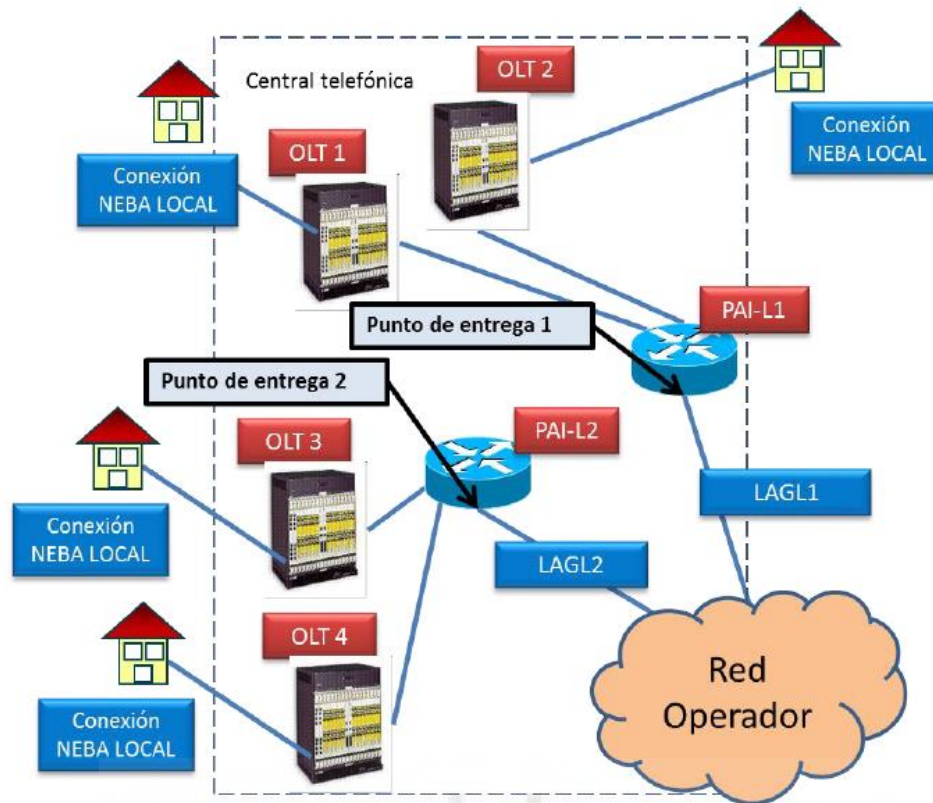 OLT 2
Central telefónica
Conexión
NEBA LOCAL
OLT 1
Conexión
NEBA LOCAL
PAI-L1
Punto de entrega 1
Punto de entrega 2
OLT 3
PAI-L2
Conexión
NEBA LOCAL
LAGL1
LAGL2
OLT 4
Red
Operador
Conexión
NEBA LOCAL